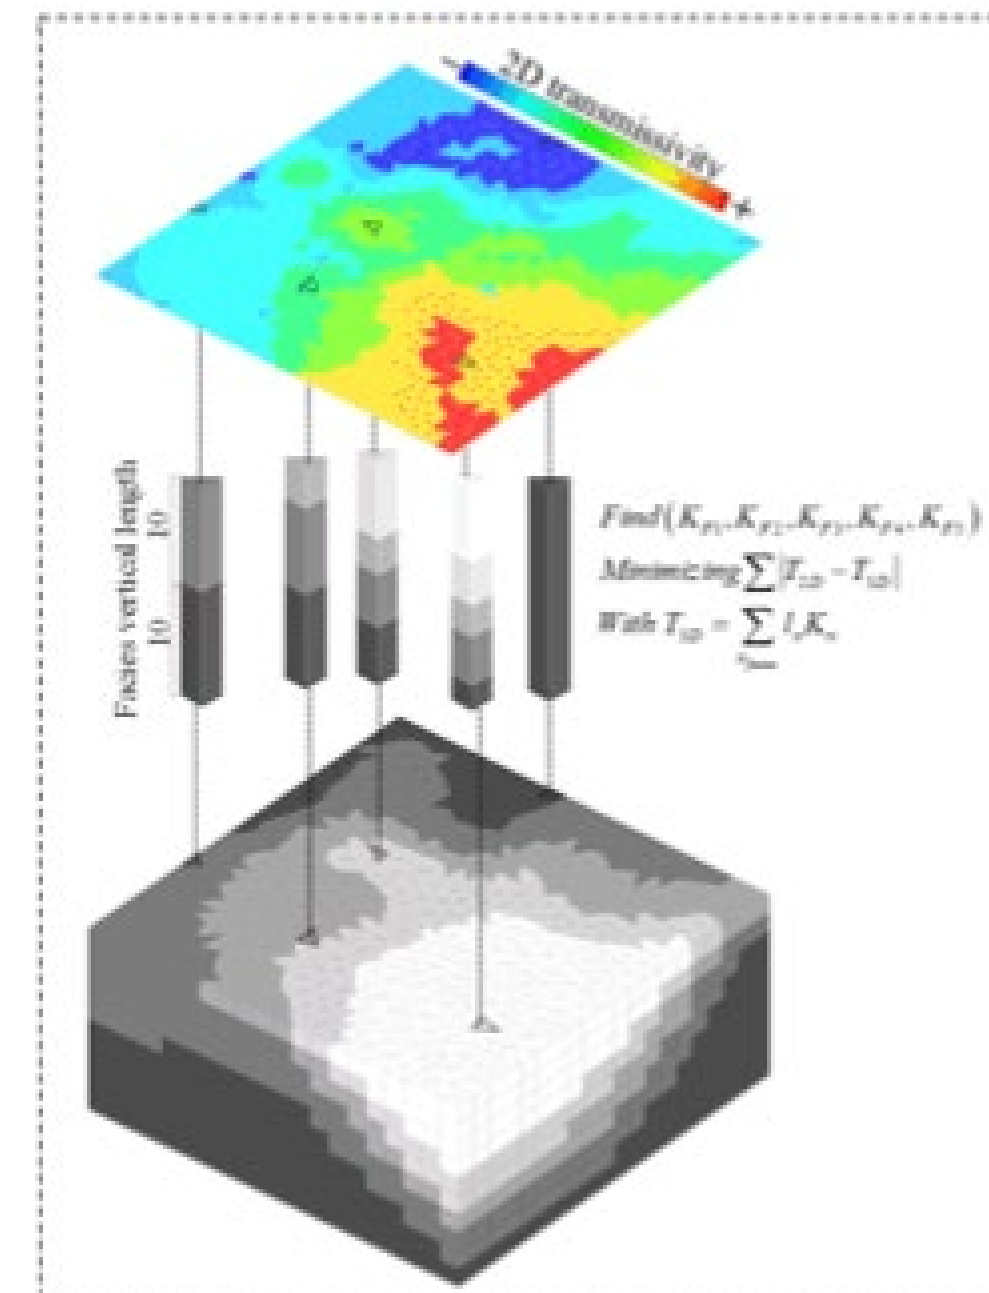 − 2D transmissivity +
Facies vertical length
10
10
Find (K_F1, K_F2, K_F3, K_F4, K_F5)
Minimizing ∑ |T_2D − T_3D|
With T_3D = ∑ l_n K_n